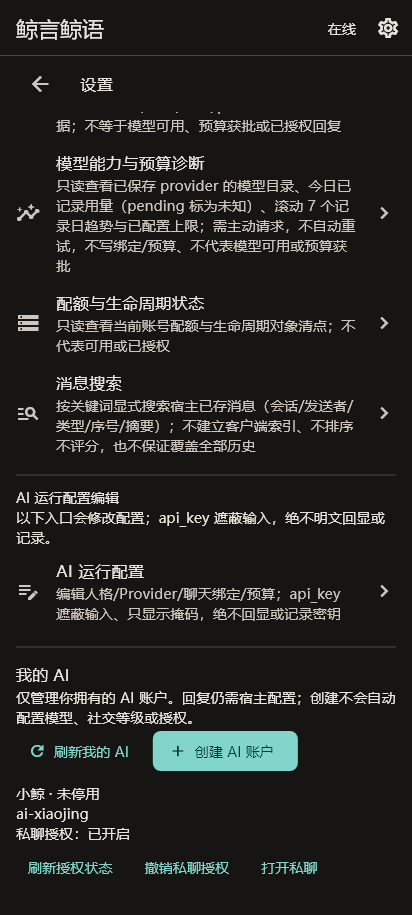 鲸言鲸语
在线
设置
据；不等于模型可用、预算获批或已授权回复
模型能力与预算诊断
只读查看已保存 provider 的模型目录、今日已
记录用量（pending 标为未知）、滚动 7 个记
录日趋势与已配置上限；需主动请求，不自动重
试，不写绑定/预算、不代表模型可用或预算获
批
配额与生命周期状态
只读查看当前账号配额与生命周期对象清点；不
代表可用或已授权
消息搜索
按关键词显式搜索宿主已存消息（会话/发送者/
类型/序号/摘要）；不建立客户端索引、不排序
不评分，也不保证覆盖全部历史
AI 运行配置编辑
以下入口会修改配置；api_key 遮蔽输入，绝不明文回显或
记录。
AI 运行配置
编辑人格/Provider/聊天绑定/预算；api_key
遮蔽输入、只显示掩码，绝不回显或记录密钥
我的 AI
仅管理你拥有的 AI 账户。回复仍需宿主配置；创建不会自动
配置模型、社交等级或授权。
刷新我的 AI
创建 AI 账户
小鲸 · 未停用
ai-xiaojing
私聊授权：已开启
刷新授权状态
撤销私聊授权
打开私聊